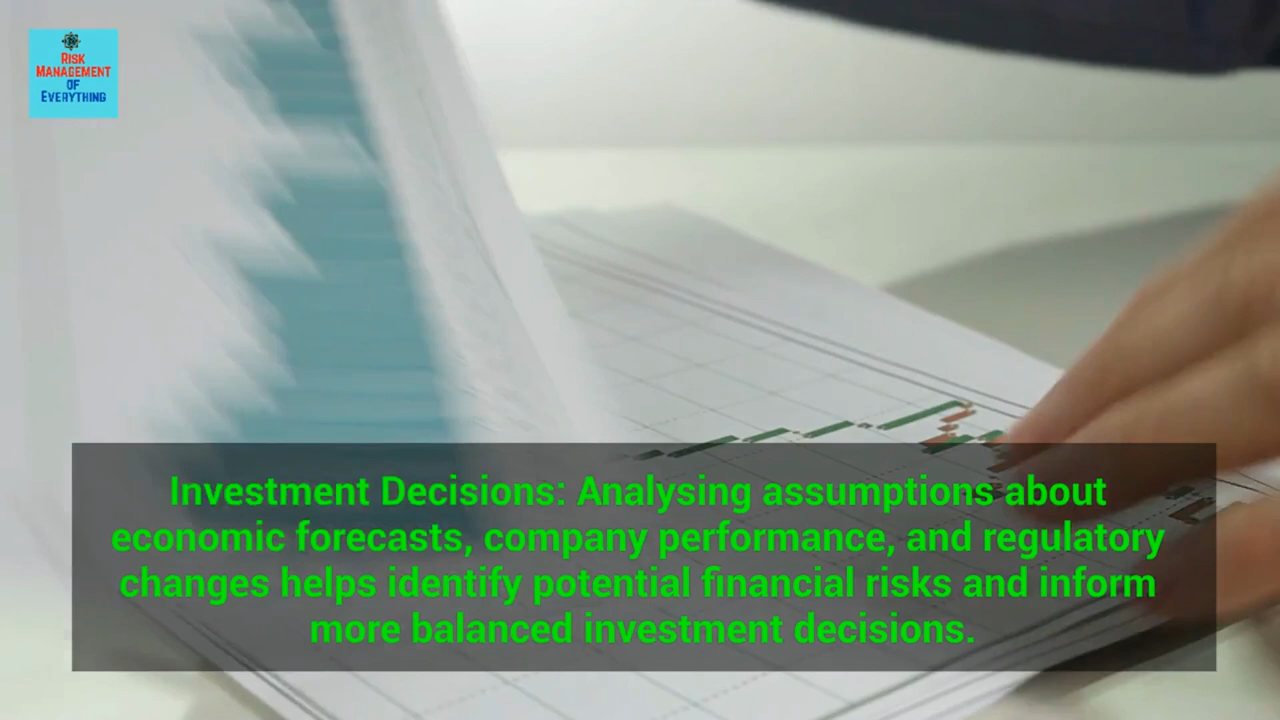 Risk
Management
of
Everything
Investment Decisions: Analysing assumptions about
economic forecasts, company performance, and regulatory
changes helps identify potential financial risks and inform
more balanced investment decisions.